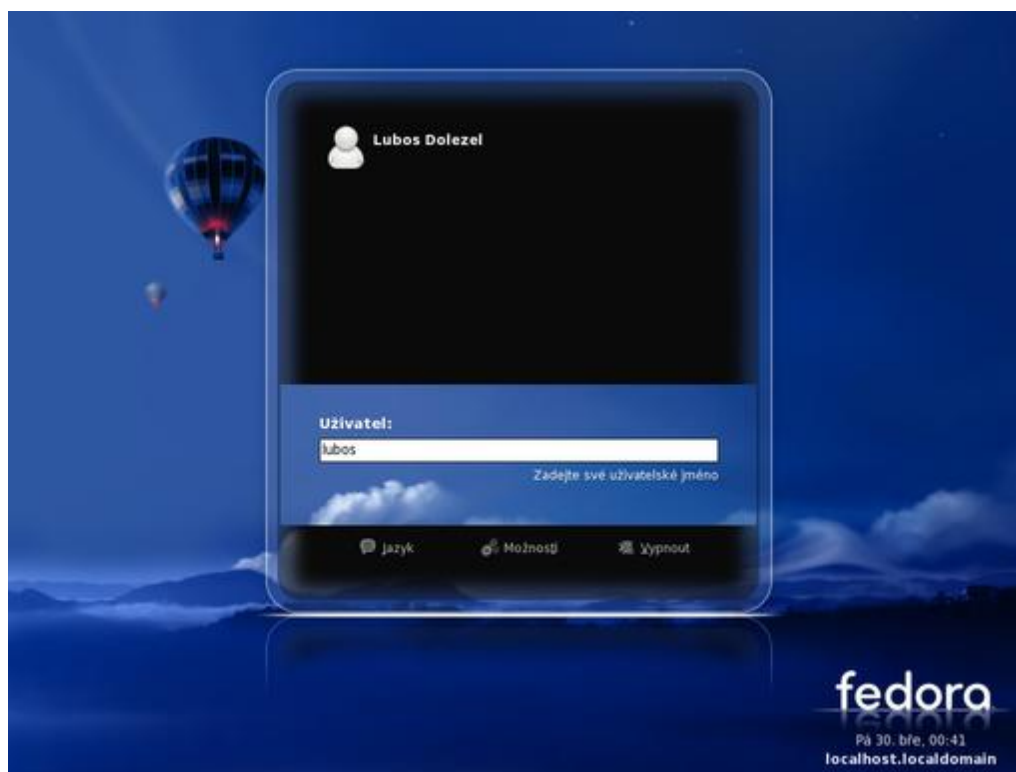 Lubos Dolezel
Uživatel:
lubos
Zadejte své uživatelské jméno
Jazyk
Možnosti
Vypnout
fedora
Pá 30. bře, 00:41
localhost.localdomain